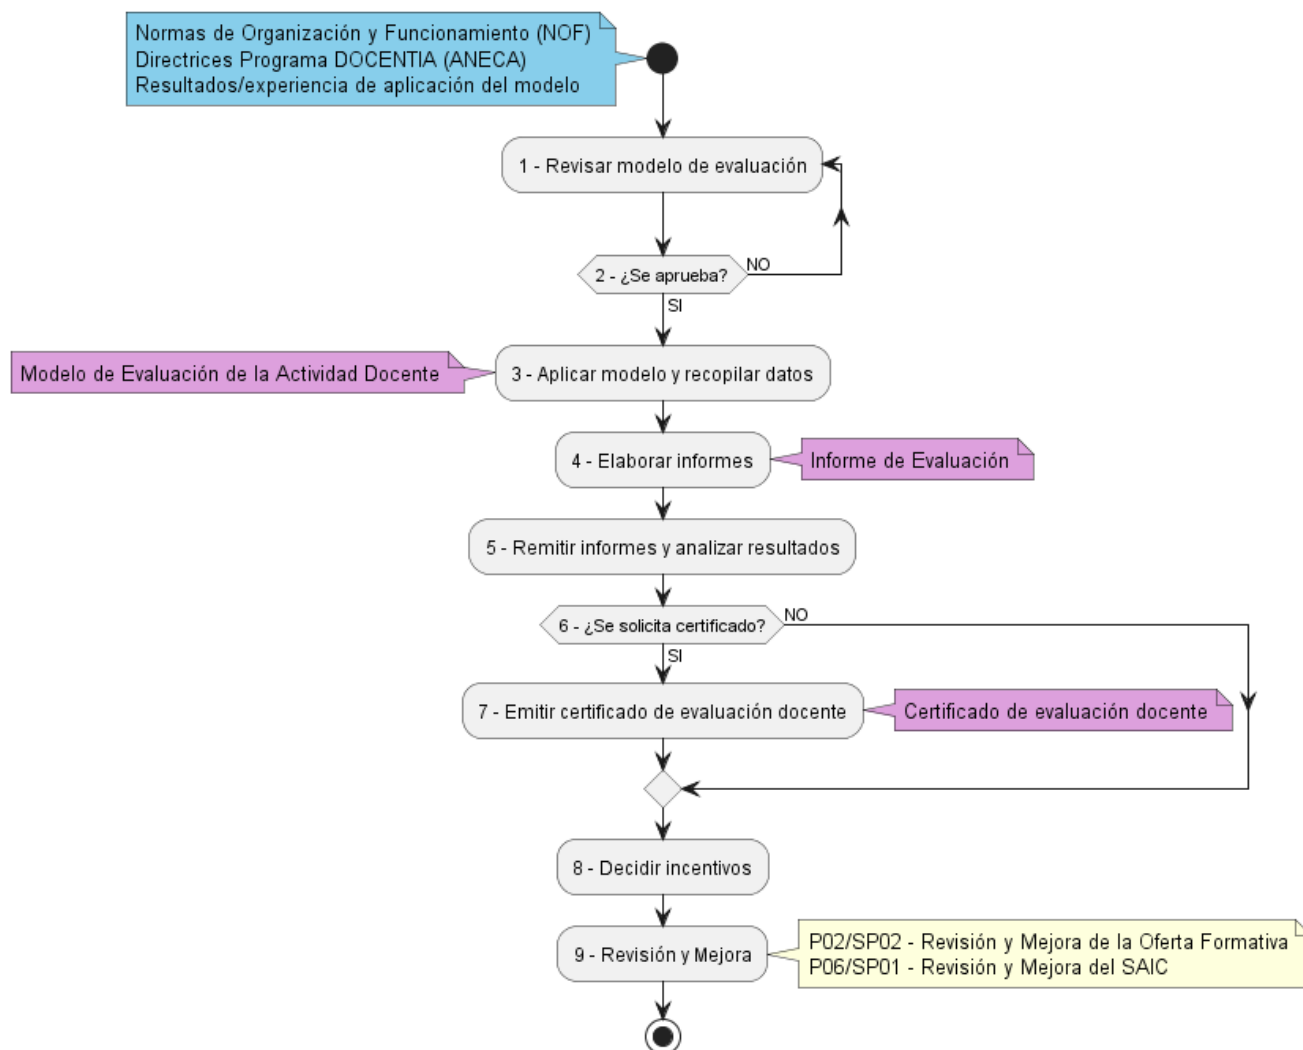 Normas de Organización y Funcionamiento (NOF)
Directrices Programa DOCENTIA (ANECA)
Resultados/experiencia de aplicación del modelo
1 - Revisar modelo de evaluación
2 - ¿Se aprueba?
NO
SI
Modelo de Evaluación de la Actividad Docente
3 - Aplicar modelo y recopilar datos
4 - Elaborar informes
Informe de Evaluación
5 - Remitir informes y analizar resultados
6 - ¿Se solicita certificado?
NO
SI
7 - Emitir certificado de evaluación docente
Certificado de evaluación docente
8 - Decidir incentivos
9 - Revisión y Mejora
P02/SP02 - Revisión y Mejora de la Oferta Formativa
P06/SP01 - Revisión y Mejora del SAIC